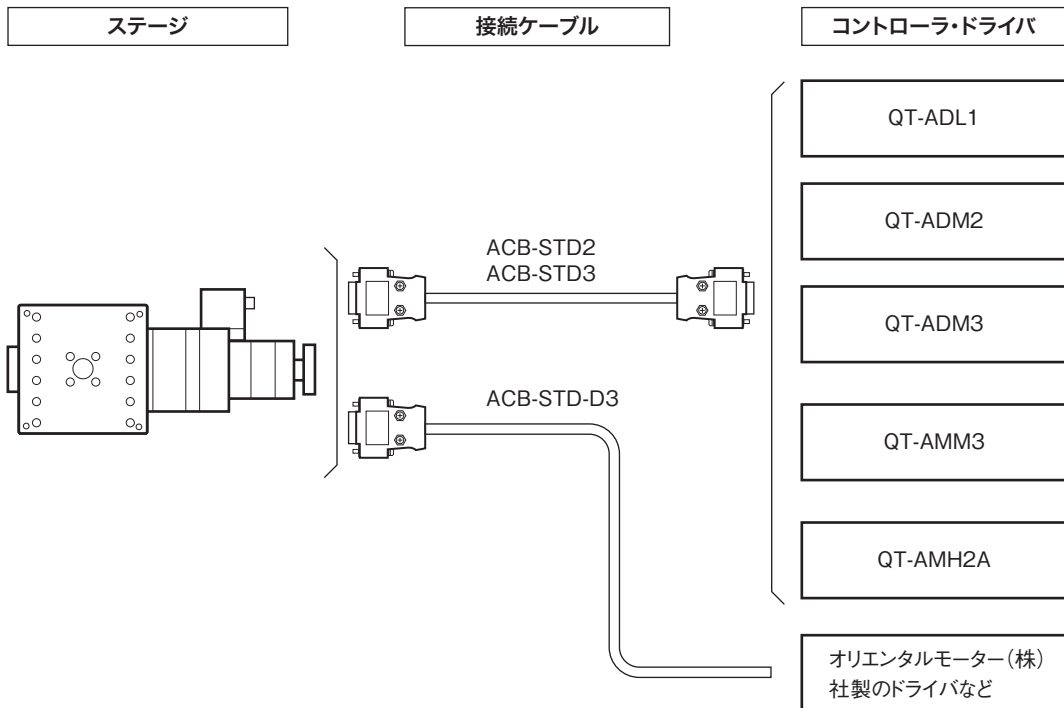 ステージ
接続ケーブル
コントローラ・ドライバ
ACB-STD2
ACB-STD3
ACB-STD-D3
QT-ADL1
QT-ADM2
QT-ADM3
QT-AMM3
QT-AMH2A
オリエンタルモーター(株)
社製のドライバなど